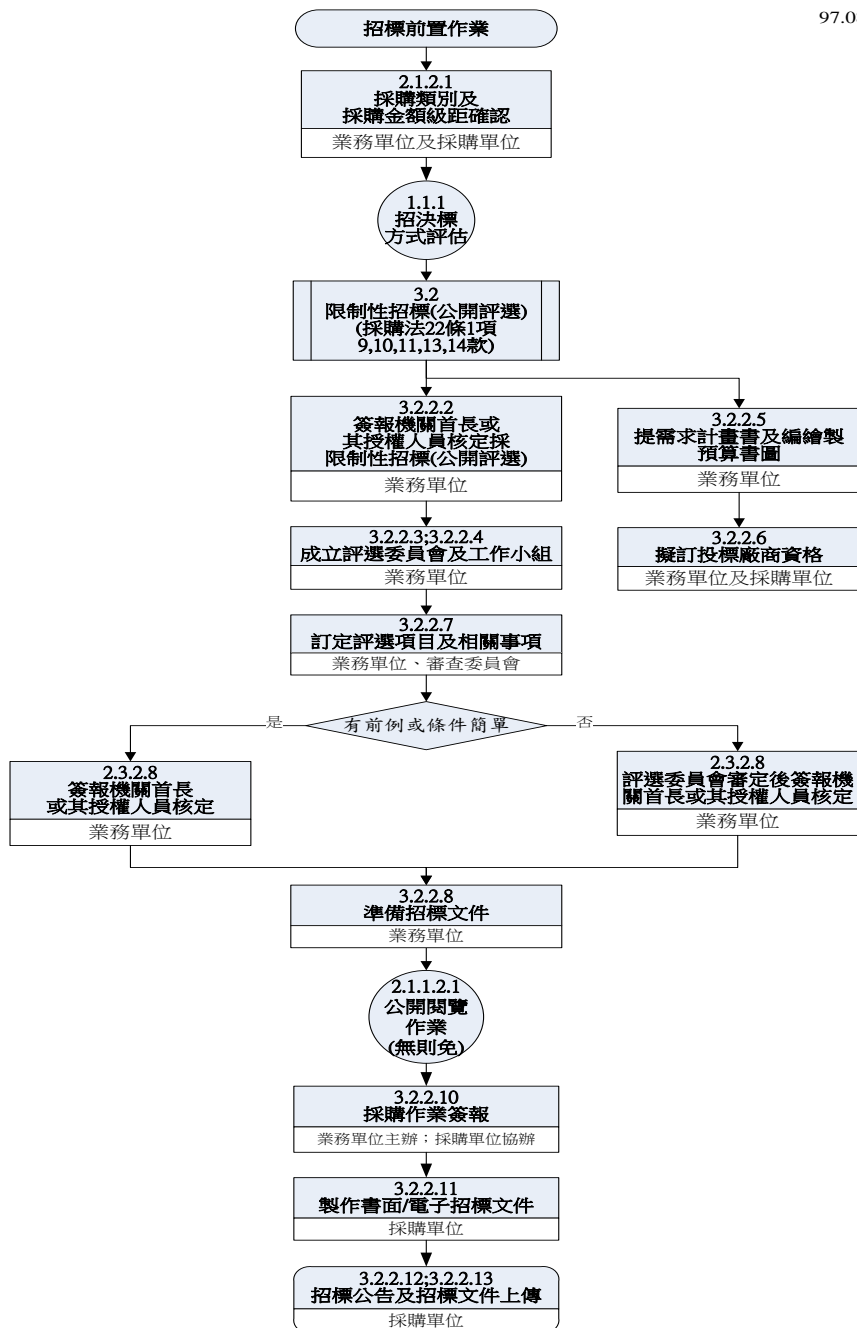 97.03
招標前置作業
2.1.2.1
採購類別及
採購金額級距確認
業務單位及採購單位
1.1.1
招決標
方式評估
3.2
限制性招標(公開評選)
(採購法22條1項
9,10,11,13,14款)
3.2.2.2
簽報機關首長或
其授權人員核定採
限制性招標(公開評選)
業務單位
3.2.2.5
提需求計畫書及編繪製
預算書圖
業務單位
3.2.2.3;3.2.2.4
成立評選委員會及工作小組
業務單位
3.2.2.6
擬訂投標廠商資格
業務單位及採購單位
3.2.2.7
訂定評選項目及相關事項
業務單位、審查委員會
有前例或條件簡單
是
否
2.3.2.8
簽報機關首長
或其授權人員核定
業務單位
2.3.2.8
評選委員會審定後簽報機
關首長或其授權人員核定
業務單位
3.2.2.8
準備招標文件
業務單位
2.1.1.2.1
公開閱覽
作業
(無則免)
3.2.2.10
採購作業簽報
業務單位主辦；採購單位協辦
3.2.2.11
製作書面/電子招標文件
採購單位
3.2.2.12;3.2.2.13
招標公告及招標文件上傳
採購單位